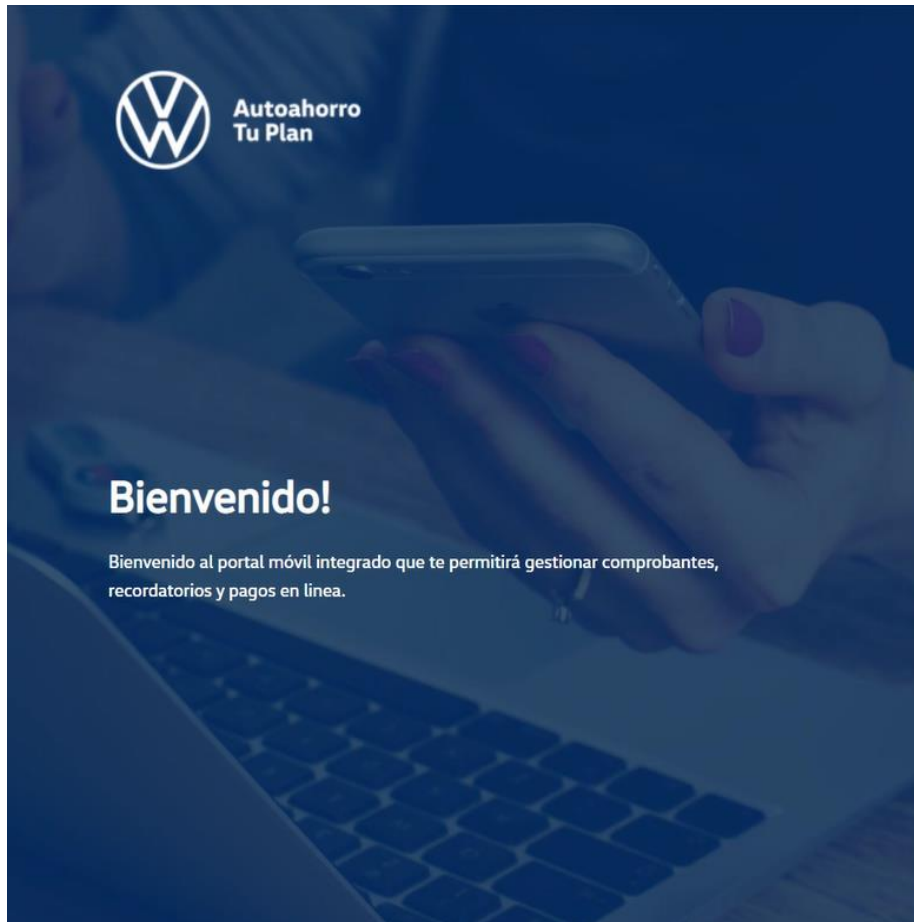 Autoahorro
Tu Plan
Bienvenido!
Bienvenido al portal móvil integrado que te permitirá gestionar comprobantes,
recordatorios y pagos en linea.